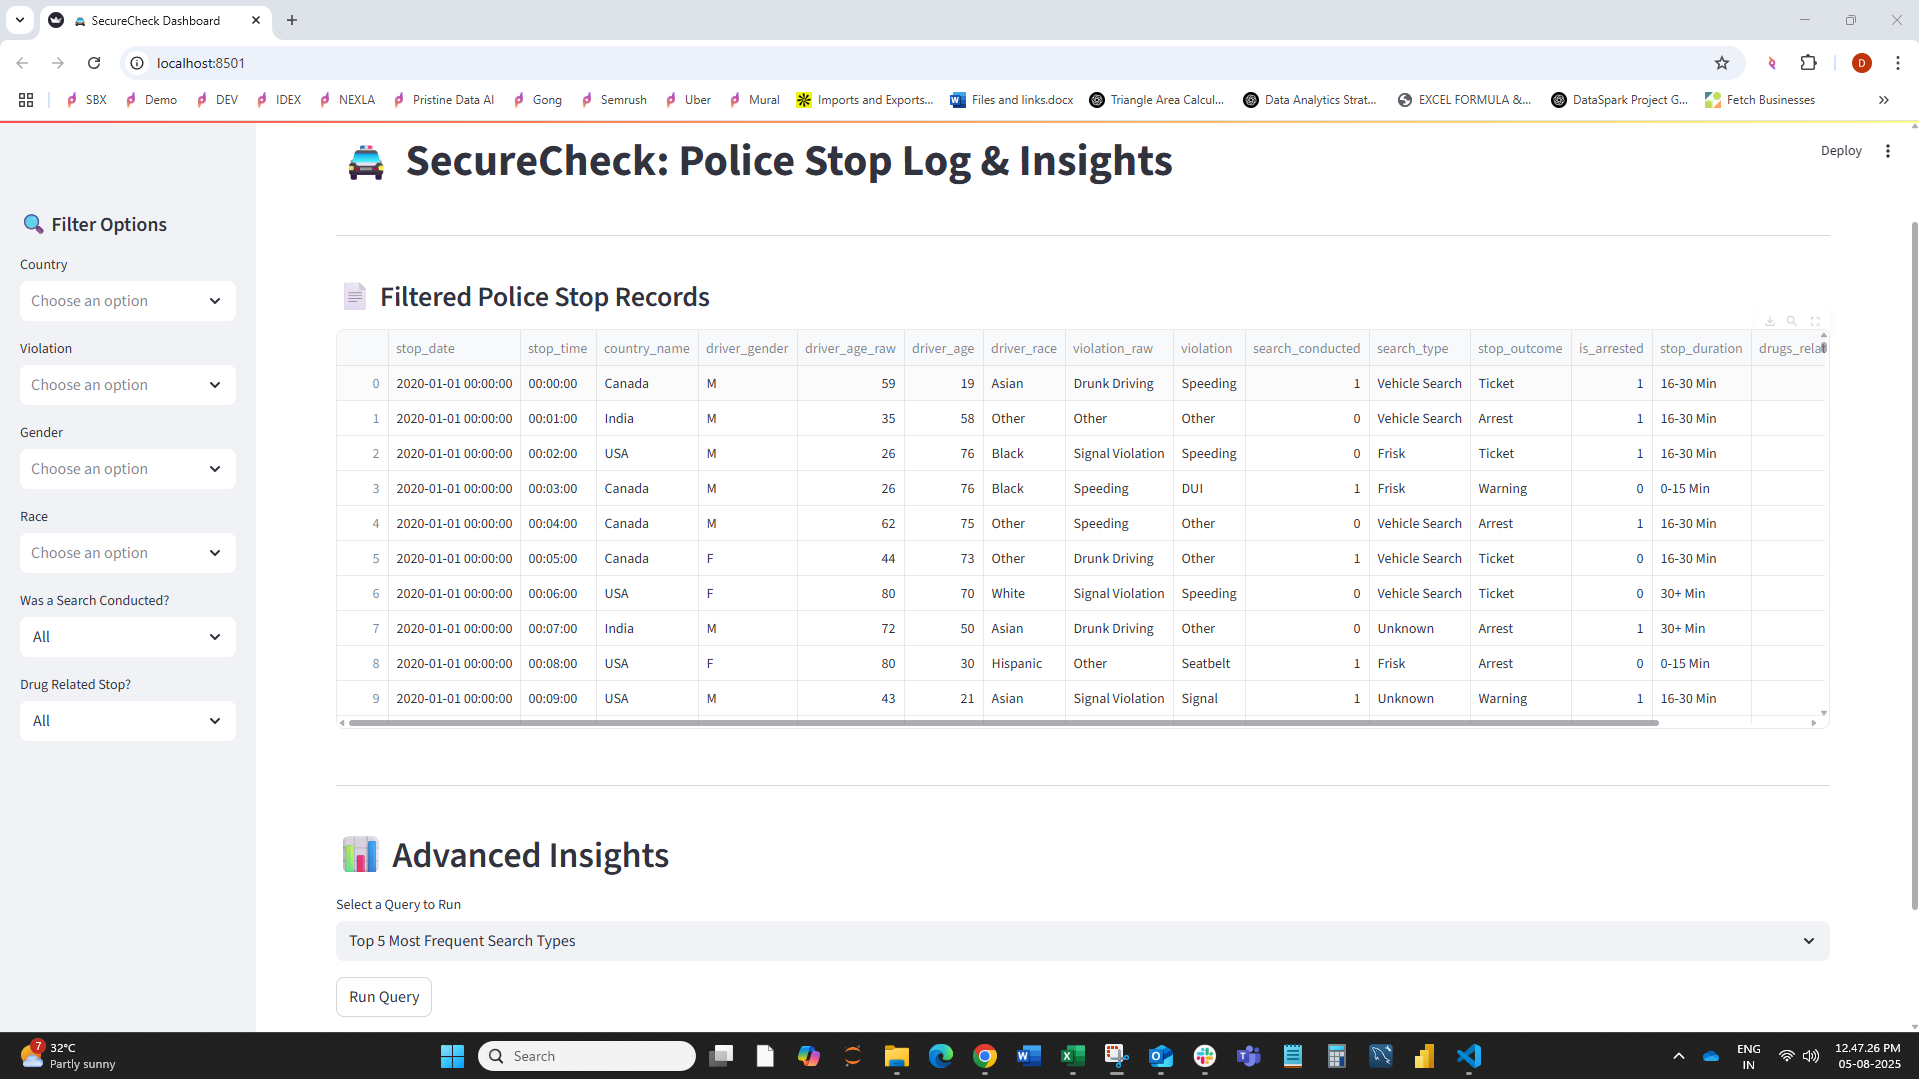 SecureCheck Dashboard
localhost:8501
D
SBX Demo DEV IDEX NEXLA Pristine Data AI Gong Semrush Uber Mural Imports and Exports... Files and links.docx Triangle Area Calcul... Data Analytics Strat... EXCEL FORMULA &... DataSpark Project G... Fetch Businesses
Deploy
SecureCheck: Police Stop Log & Insights
Filter Options
Country
Choose an option
Violation
Choose an option
Gender
Choose an option
Race
Choose an option
Was a Search Conducted?
All
Drug Related Stop?
All
Filtered Police Stop Records
stop_date stop_time country_name driver_gender driver_age_raw driver_age driver_race violation_raw violation search_conducted search_type stop_outcome is_arrested stop_duration drugs_relat
0 2020-01-01 00:00:00 00:00:00 Canada M 59 19 Asian Drunk Driving Speeding 1 Vehicle Search Ticket 1 16-30 Min
1 2020-01-01 00:00:00 00:01:00 India M 35 58 Other Other Other 0 Vehicle Search Arrest 1 16-30 Min
2 2020-01-01 00:00:00 00:02:00 USA M 26 76 Black Signal Violation Speeding 0 Frisk Ticket 1 16-30 Min
3 2020-01-01 00:00:00 00:03:00 Canada M 26 76 Black Speeding DUI 1 Frisk Warning 0 0-15 Min
4 2020-01-01 00:00:00 00:04:00 Canada M 62 75 Other Speeding Other 0 Vehicle Search Arrest 1 16-30 Min
5 2020-01-01 00:00:00 00:05:00 Canada F 44 73 Other Drunk Driving Other 1 Vehicle Search Ticket 0 16-30 Min
6 2020-01-01 00:00:00 00:06:00 USA F 80 70 White Signal Violation Speeding 0 Vehicle Search Ticket 0 30+ Min
7 2020-01-01 00:00:00 00:07:00 India M 72 50 Asian Drunk Driving Other 0 Unknown Arrest 1 30+ Min
8 2020-01-01 00:00:00 00:08:00 USA F 80 30 Hispanic Other Seatbelt 1 Frisk Arrest 0 0-15 Min
9 2020-01-01 00:00:00 00:09:00 USA M 43 21 Asian Signal Violation Signal 1 Unknown Warning 1 16-30 Min
Advanced Insights
Select a Query to Run
Top 5 Most Frequent Search Types
Run Query
7
32°C
Partly sunny
Search
ENG
IN
12.47.26 PM
05-08-2025